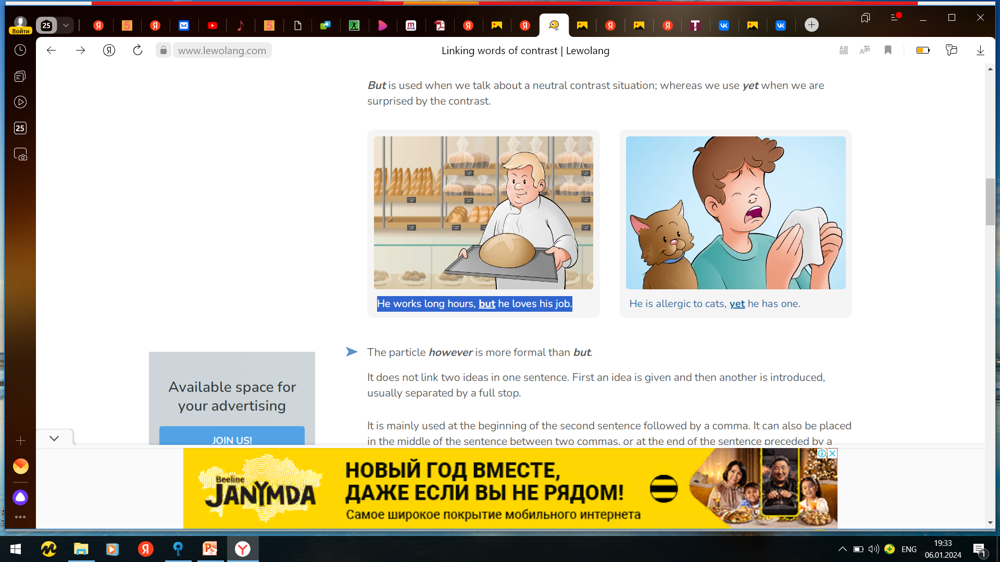 Войти
25
www.lewolang.com
Linking words of contrast | Lewolang
25
But is used when we talk about a neutral contrast situation; whereas we use yet when we are
surprised by the contrast.
He works long hours, but he loves his job.
He is allergic to cats, yet he has one.
The particle however is more formal than but.
It does not link two ideas in one sentence. First an idea is given and then another is introduced,
usually separated by a full stop.
It is mainly used at the beginning of the second sentence followed by a comma. It can also be placed
in the middle of the sentence between two commas, or at the end of the sentence preceded by a
Available space for
your advertising
JOIN US!
Beeline
JANYMDA
НОВЫЙ ГОД ВМЕСТЕ,
ДАЖЕ ЕСЛИ ВЫ НЕ РЯДОМ!
Самое широкое покрытие мобильного интернета
ENG
19:33
06.01.2024
1